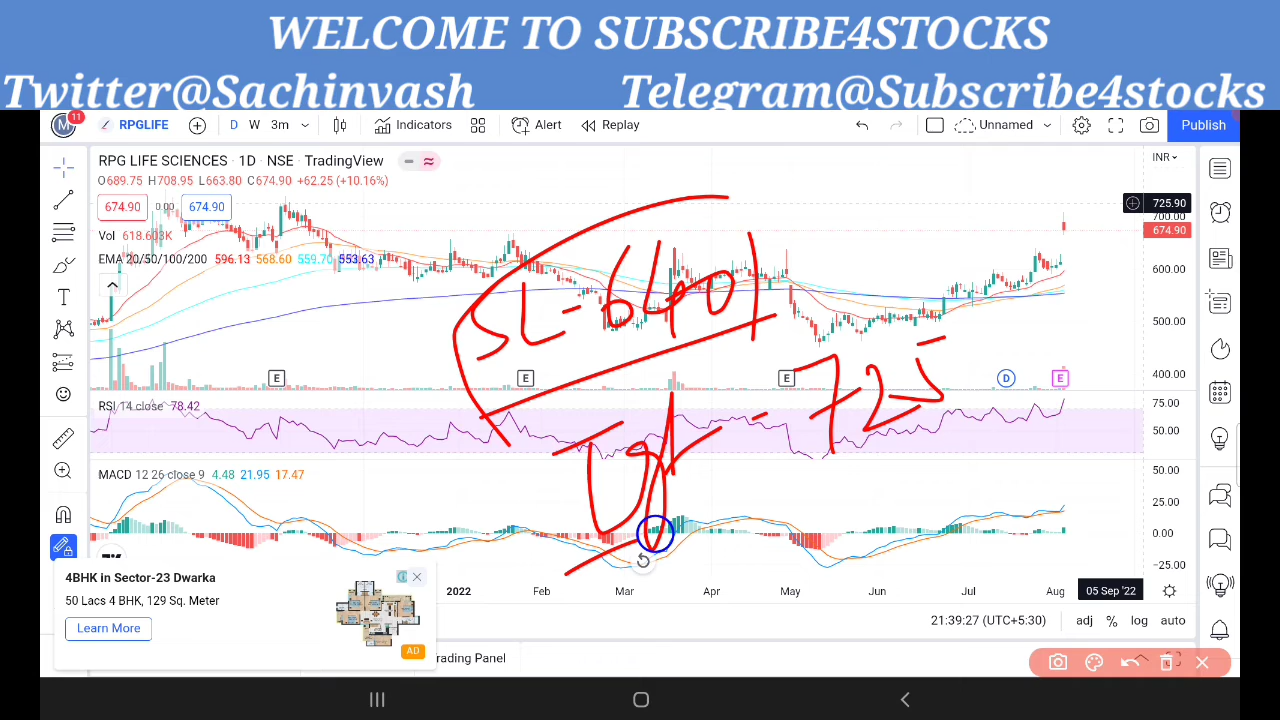 WELCOME TO SUBSCRIBE4STOCKS
Twitter@Sachinvash Telegram@Subscribe4stocks
M 11 RPGLIFE D W 3m Indicators Alert Replay Unnamed Publish
RPG LIFE SCIENCES · 1D · NSE · TradingView INR
O689.75 H708.95 L663.80 C674.90 +62.25 (+10.16%)
674.90 0.00 674.90 725.90
700.00
Vol 618.603K 674.90
EMA 20/50/100/200 596.13 568.60 559.70 553.63 600.00
SL - 640
500.00
Tgt - 725
E E E D E 400.00
RSI 14 close 78.42 75.00
50.00
MACD 12 26 close 9 4.48 21.95 17.47 50.00
25.00
0.00
−25.00
2022 Feb Mar Apr May Jun Jul Aug 05 Sep '22
4BHK in Sector-23 Dwarka
50 Lacs 4 BHK, 129 Sq. Meter
Learn More
AD
21:39:27 (UTC+5:30) adj % log auto
rading Panel